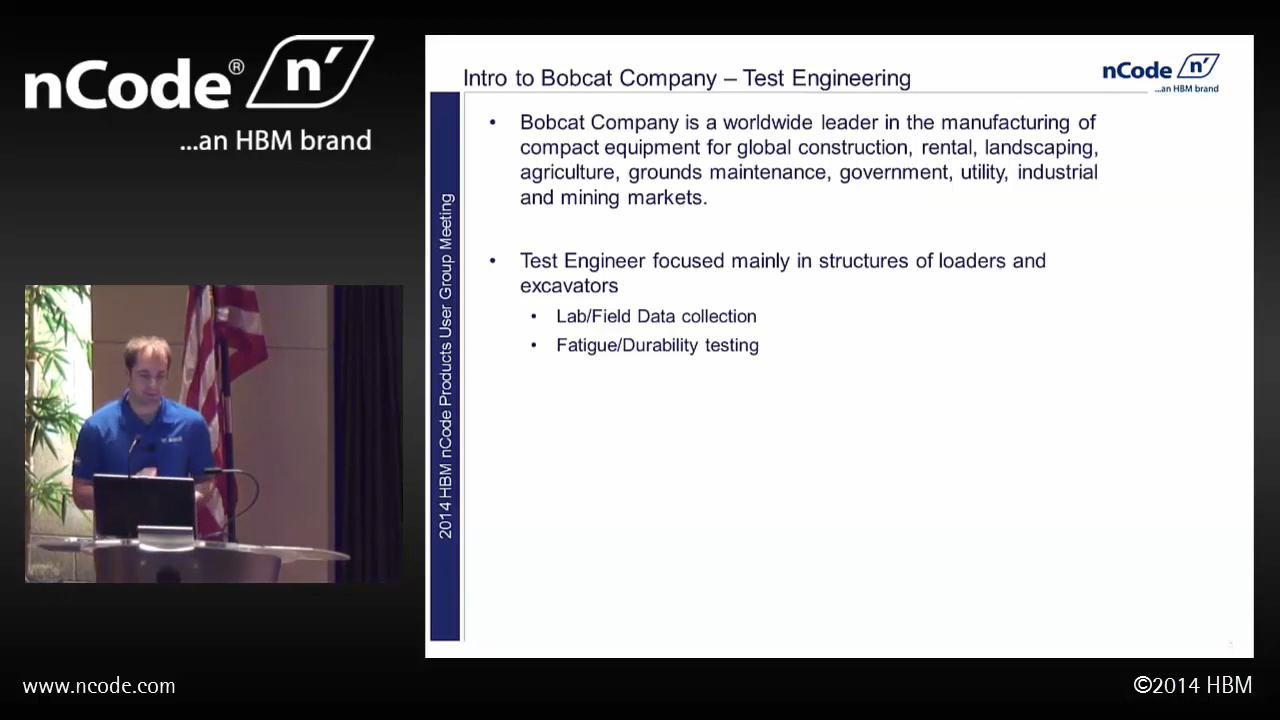 nCode® n'
...an HBM brand
Intro to Bobcat Company – Test Engineering
nCode n'
...an HBM brand
2014 HBM nCode Products User Group Meeting
• Bobcat Company is a worldwide leader in the manufacturing of
compact equipment for global construction, rental, landscaping,
agriculture, grounds maintenance, government, utility, industrial
and mining markets.
• Test Engineer focused mainly in structures of loaders and
excavators
• Lab/Field Data collection
• Fatigue/Durability testing
www.ncode.com
©2014 HBM